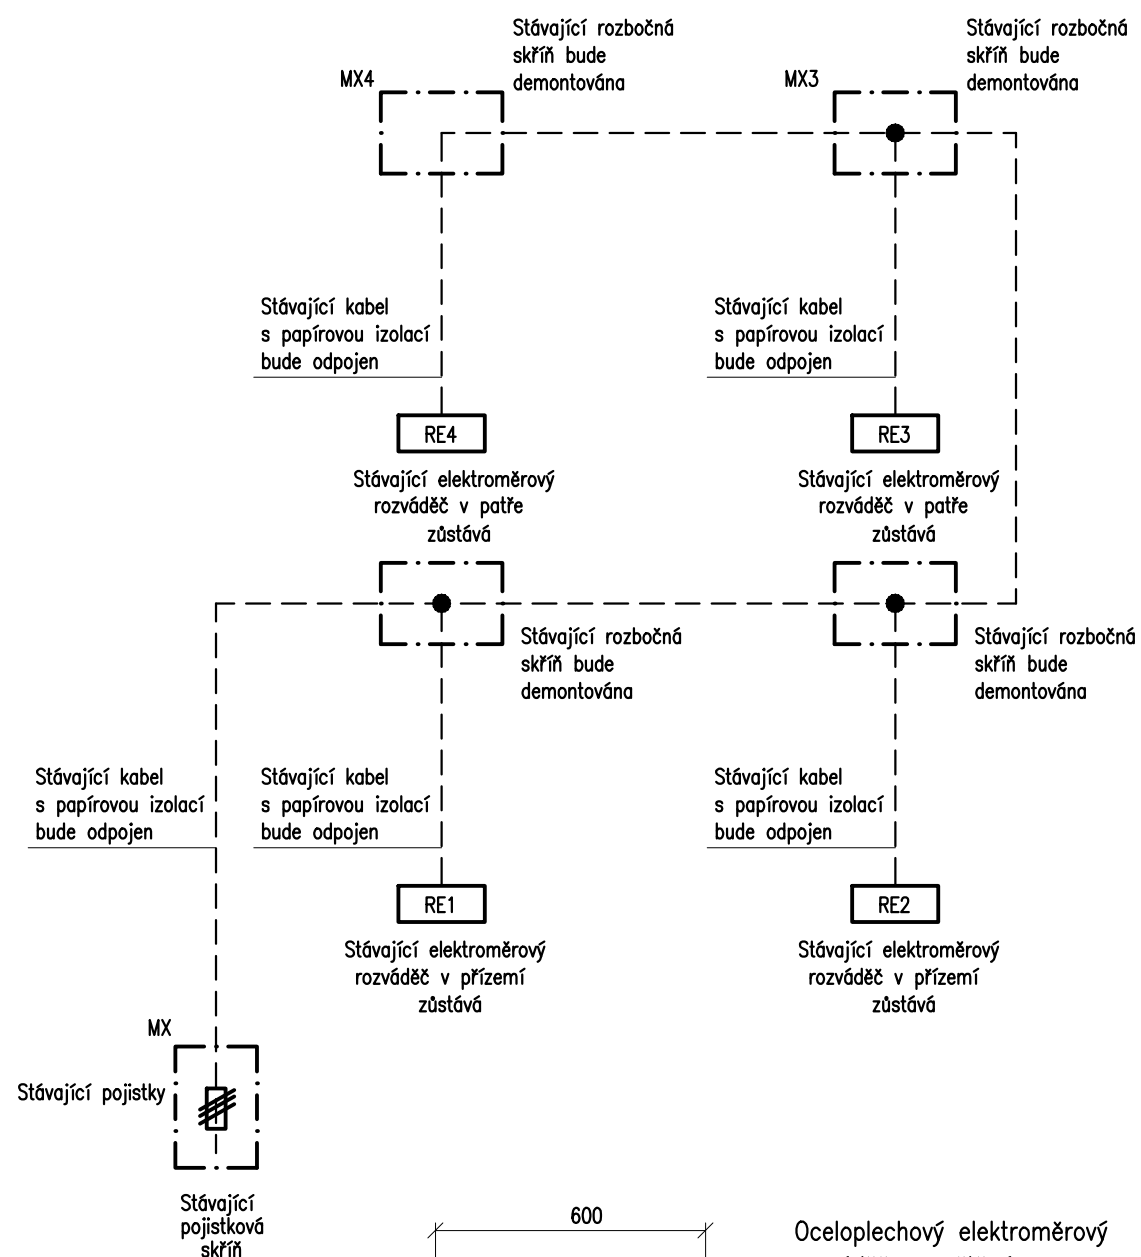 Stávající rozbočná
skříň bude
demontována
MX4
Stávající rozbočná
skříň bude
demontována
MX3
Stávající kabel
s papírovou izolací
bude odpojen
Stávající kabel
s papírovou izolací
bude odpojen
RE4
RE3
Stávající elektroměrový
rozváděč v patře
zůstává
Stávající elektroměrový
rozváděč v patře
zůstává
Stávající rozbočná
skříň bude
demontována
Stávající rozbočná
skříň bude
demontována
Stávající kabel
s papírovou izolací
bude odpojen
Stávající kabel
s papírovou izolací
bude odpojen
Stávající kabel
s papírovou izolací
bude odpojen
RE1
RE2
Stávající elektroměrový
rozváděč v přízemí
zůstává
Stávající elektroměrový
rozváděč v přízemí
zůstává
MX
Stávající pojistky
Stávající
pojistková
skříň
600
Oceloplechový elektroměrový